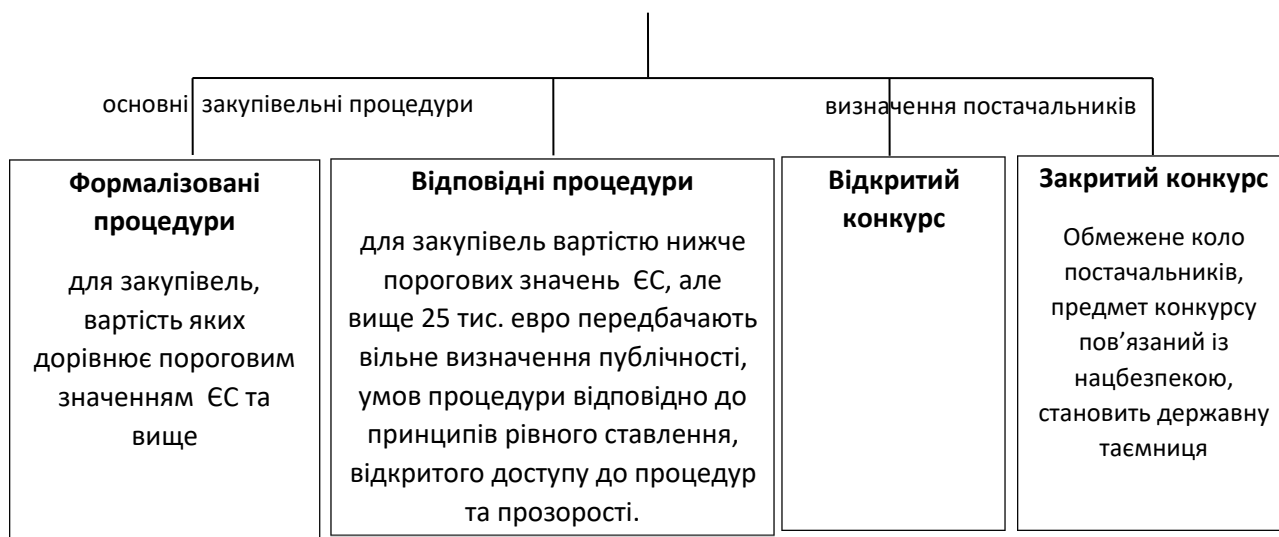 основні закупівельні процедури
визначення постачальників
Формалізовані
процедури
для закупівель,
вартість яких
дорівнює пороговим
значенням ЄС та
вище
Відповідні процедури
для закупівель вартістю нижче
порогових значень ЄС, але
вище 25 тис. евро передбачають
вільне визначення публічності,
умов процедури відповідно до
принципів рівного ставлення,
відкритого доступу до процедур
та прозорості.
Відкритий
конкурс
Закритий конкурс
Обмежене коло
постачальників,
предмет конкурсу
пов’язаний із
нацбезпекою,
становить державну
таємниця